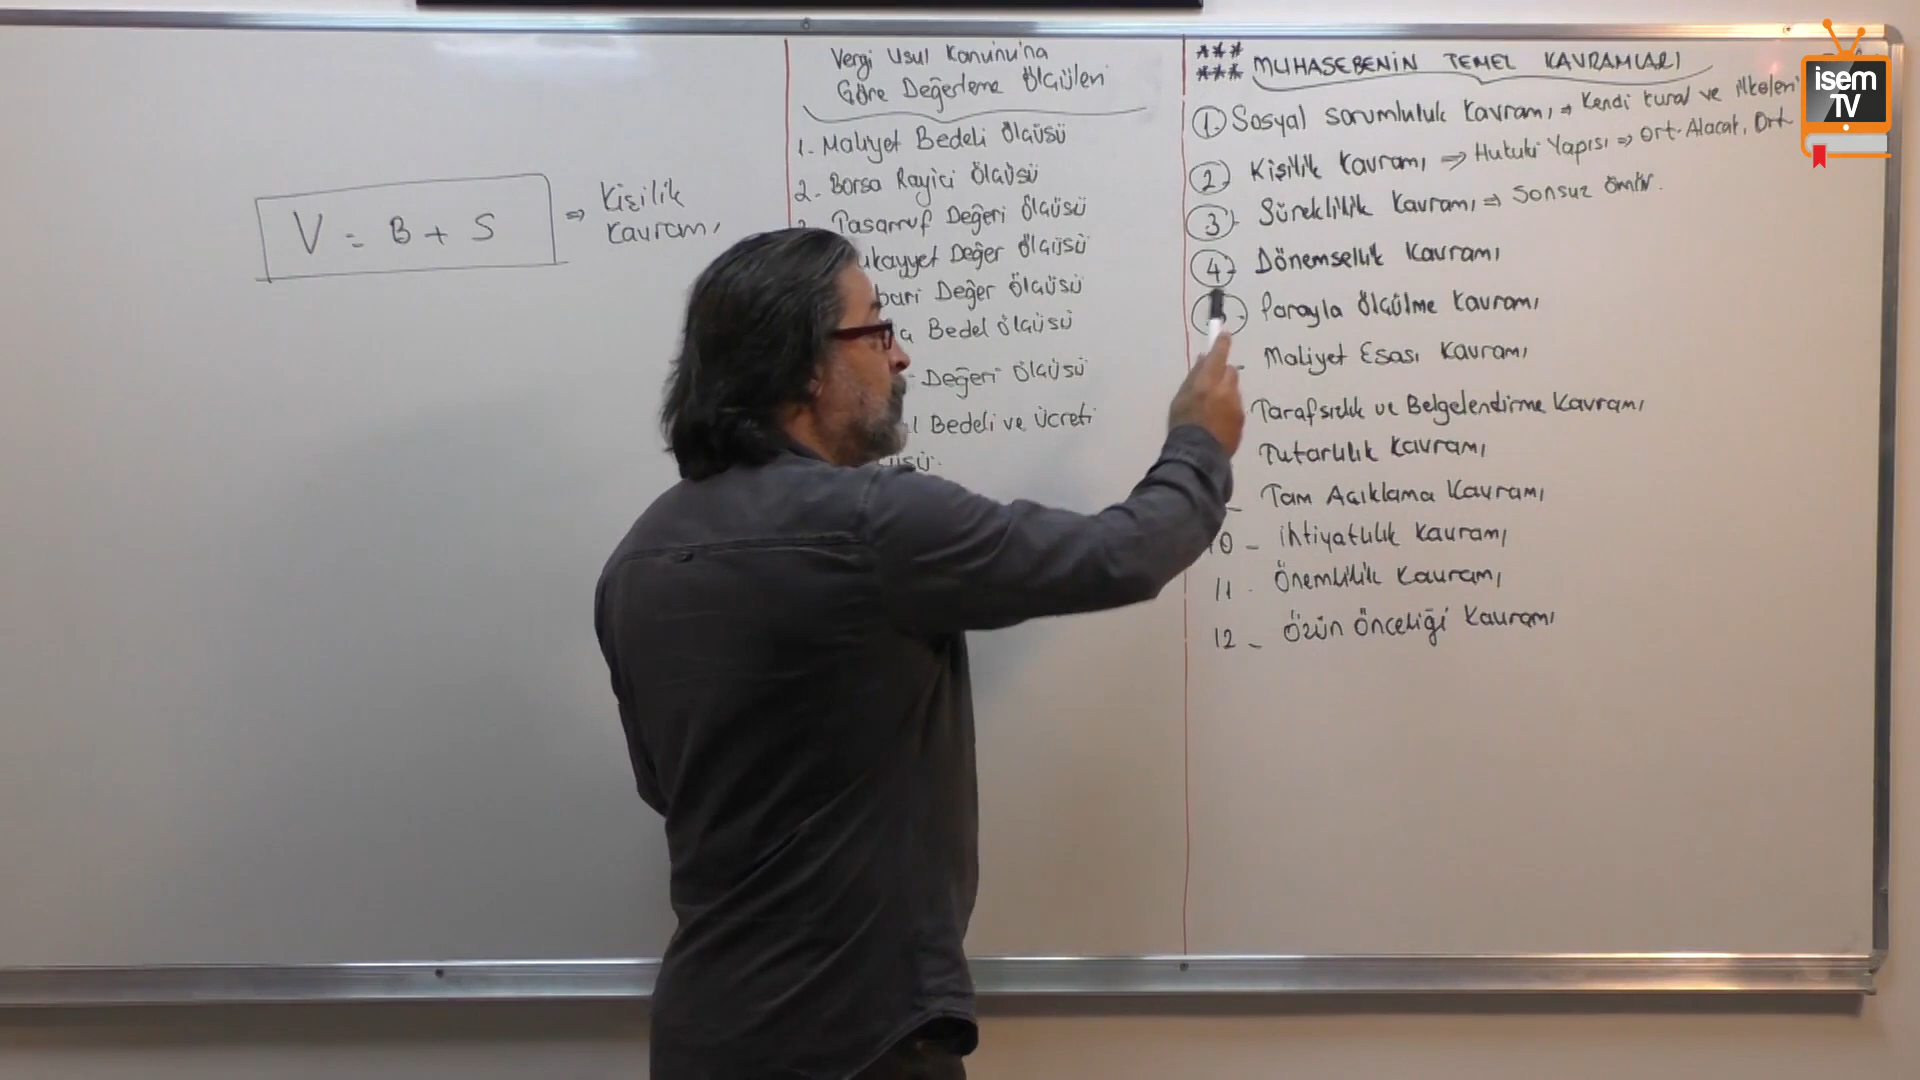 V = B + S ⇒ Kişilik
Kavramı
Vergi Usul Kanunu'na
Göre Değerleme Ölçüleri
1- Maliyet Bedeli Ölçüsü
2- Borsa Rayici Ölçüsü
3- Tasarruf Değeri Ölçüsü
ukayyet Değer Ölçüsü
bari Değer Ölçüsü
Bedel Ölçüsü
Değeri Ölçüsü
l Bedeli ve Ücreti
üsü.
*** MUHASEBENİN TEMEL KAVRAMLARI
***
1. Sosyal Sorumluluk Kavramı ⇒ Kendi kural ve ilkeleri
2. Kişilik Kavramı ⇒ Hukuki Yapısı ⇒ Ort-Alacak, Ort
3. Süreklilik Kavramı ⇒ Sonsuz Ömür.
4- Dönemsellik Kavramı
Parayla Ölçülme Kavramı
Maliyet Esası Kavramı
Tarafsızlık ve Belgelendirme Kavramı
Tutarlılık Kavramı
Tam Açıklama Kavramı
10 - İhtiyatlılık Kavramı
11 - Önemlilik Kavramı
12 - Özün Önceliği Kavramı
isem
TV